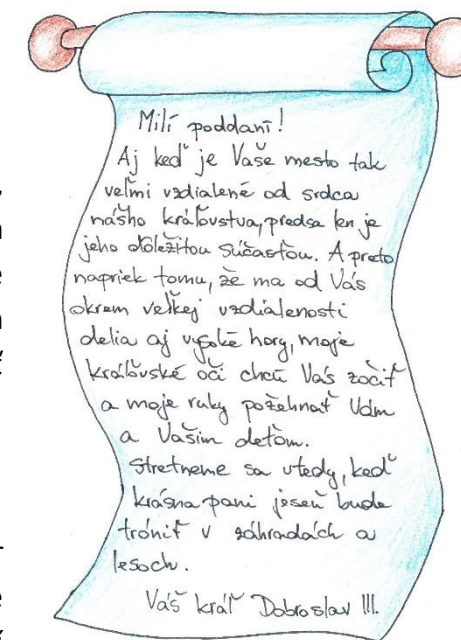 Milí poddaní!
Aj keď je Vaše mesto tak
veľmi vzdialené od srdca
nášho kráľovstva, predsa len je
jeho dôležitou súčasťou. A preto
napriek tomu, že ma od Vás
okrem veľkej vzdialenosti
delia aj vysoké hory, moje
kráľovské oči chcú Vás zočiť
a moje ruky požehnať Vám
a Vašim deťom.
Stretneme sa vtedy, keď
krásna pani jeseň bude
tróniť v záhradách a
lesoch.
Váš kráľ Dobroslav III.